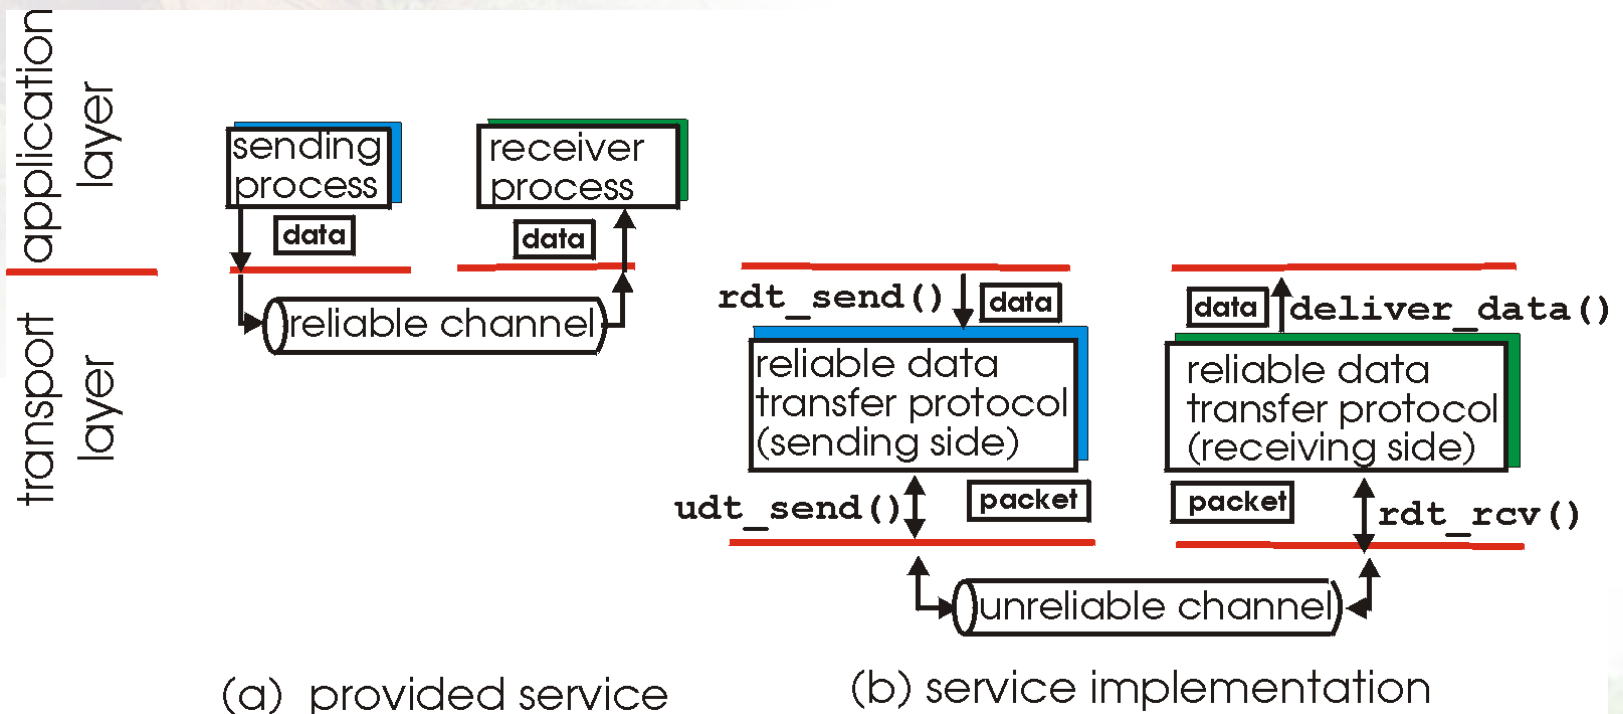 application
layer
transport
layer
sending
process
data
receiver
process
data
reliable channel
(a) provided service
rdt_send()
data
reliable data
transfer protocol
(sending side)
udt_send()
packet
data
deliver_data()
reliable data
transfer protocol
(receiving side)
packet
rdt_rcv()
unreliable channel
(b) service implementation